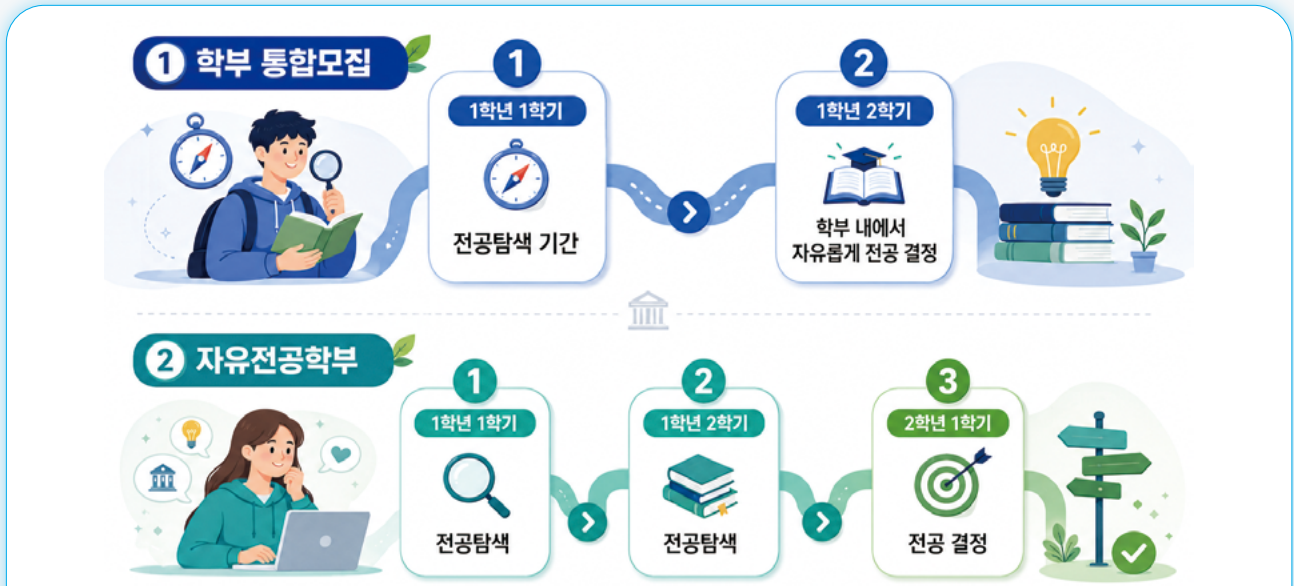 1 학부 통합모집
1
1학년 1학기
전공탐색 기간
2
1학년 2학기
학부 내에서
자유롭게 전공 결정
2 자유전공학부
1
1학년 1학기
전공탐색
2
1학년 2학기
전공탐색
3
2학년 1학기
전공 결정